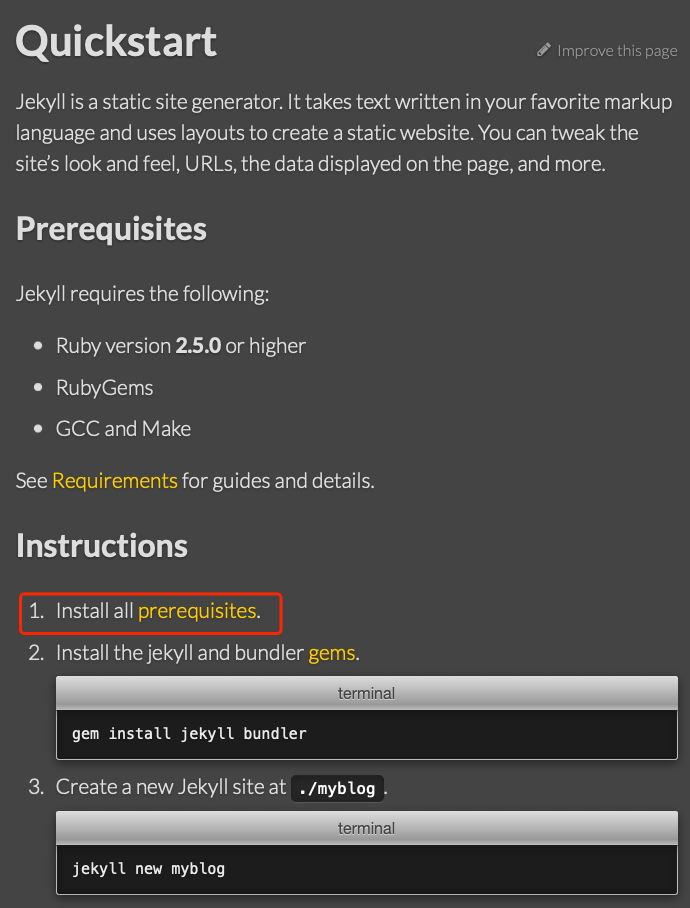 Quickstart
Improve this page
Jekyll is a static site generator. It takes text written in your favorite markup
language and uses layouts to create a static website. You can tweak the
site’s look and feel, URLs, the data displayed on the page, and more.
Prerequisites
Jekyll requires the following:
• Ruby version 2.5.0 or higher
• RubyGems
• GCC and Make
See Requirements for guides and details.
Instructions
1. Install all prerequisites.
2. Install the jekyll and bundler gems.
terminal
gem install jekyll bundler
3. Create a new Jekyll site at ./myblog.
terminal
jekyll new myblog